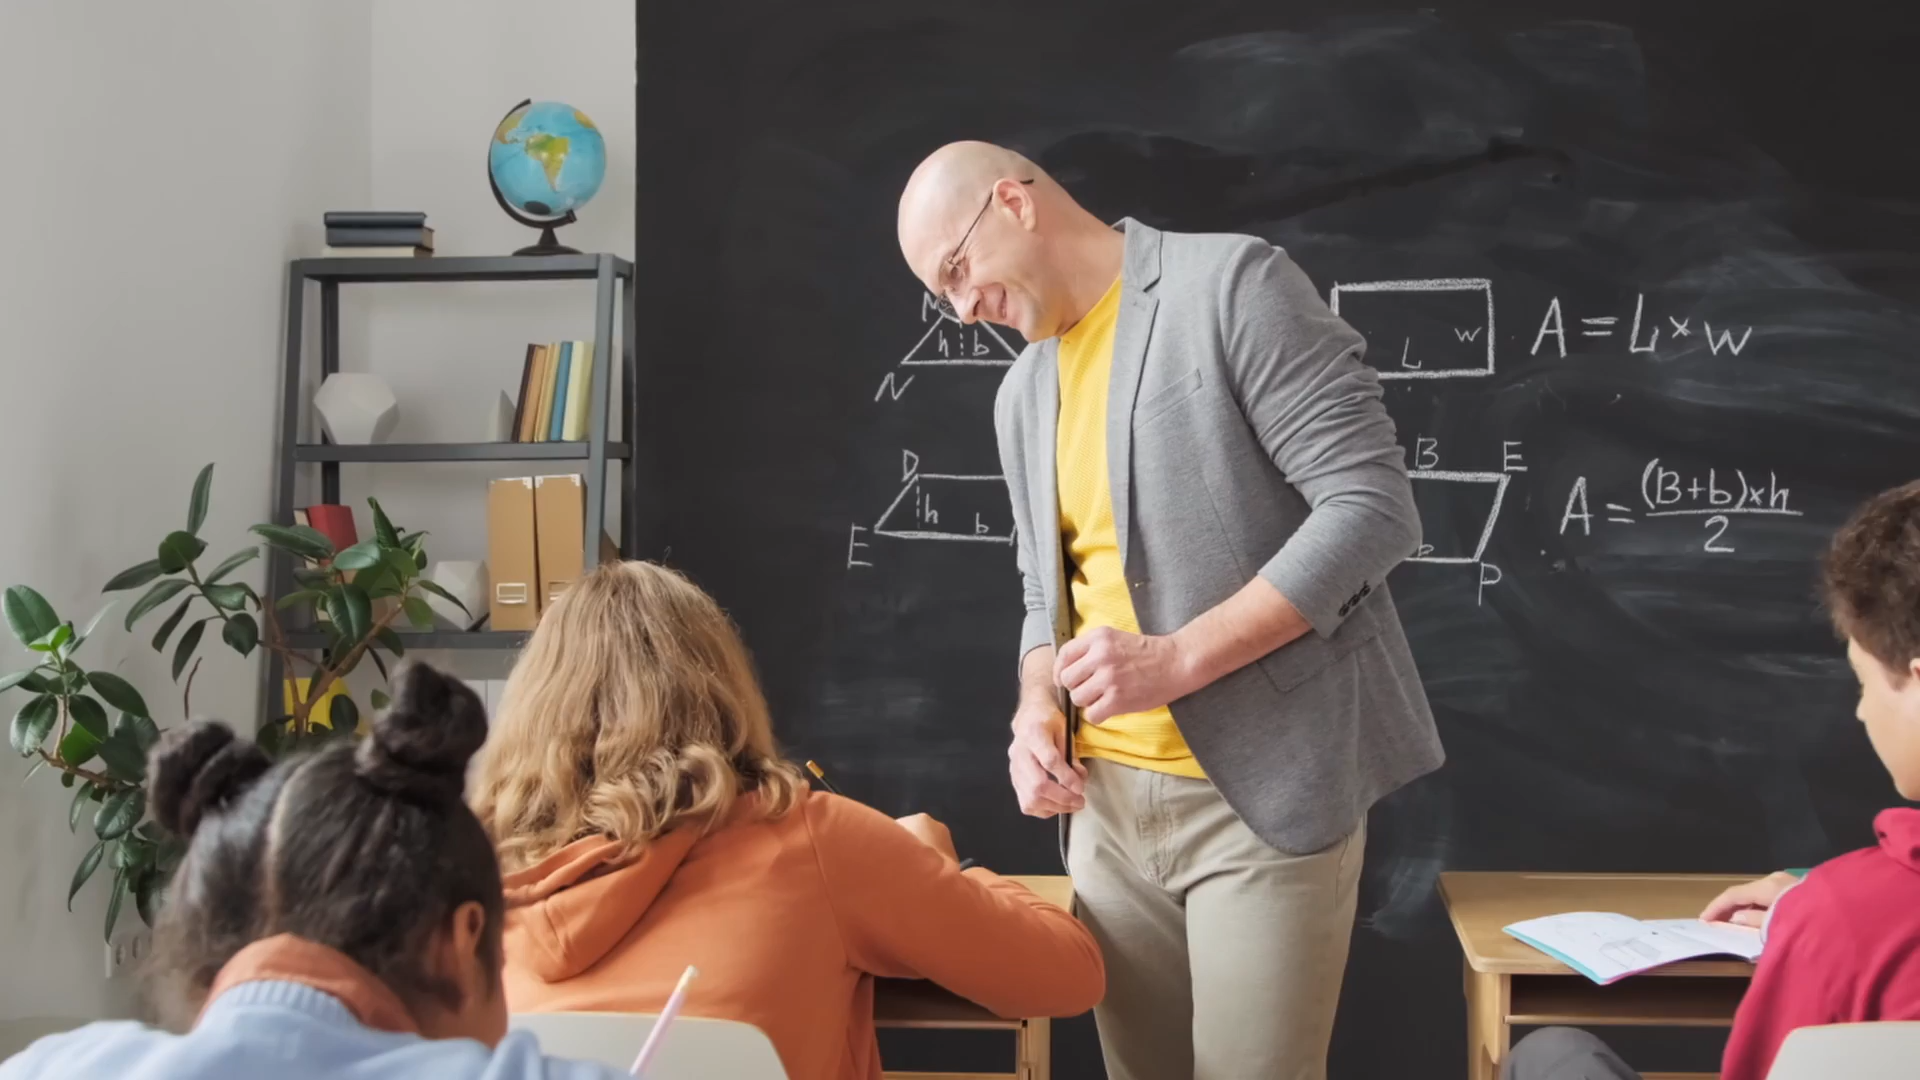 M
h b
N
L w
A = L × w
D
h b
E
B E
b
P
A = (B+b)×h / 2